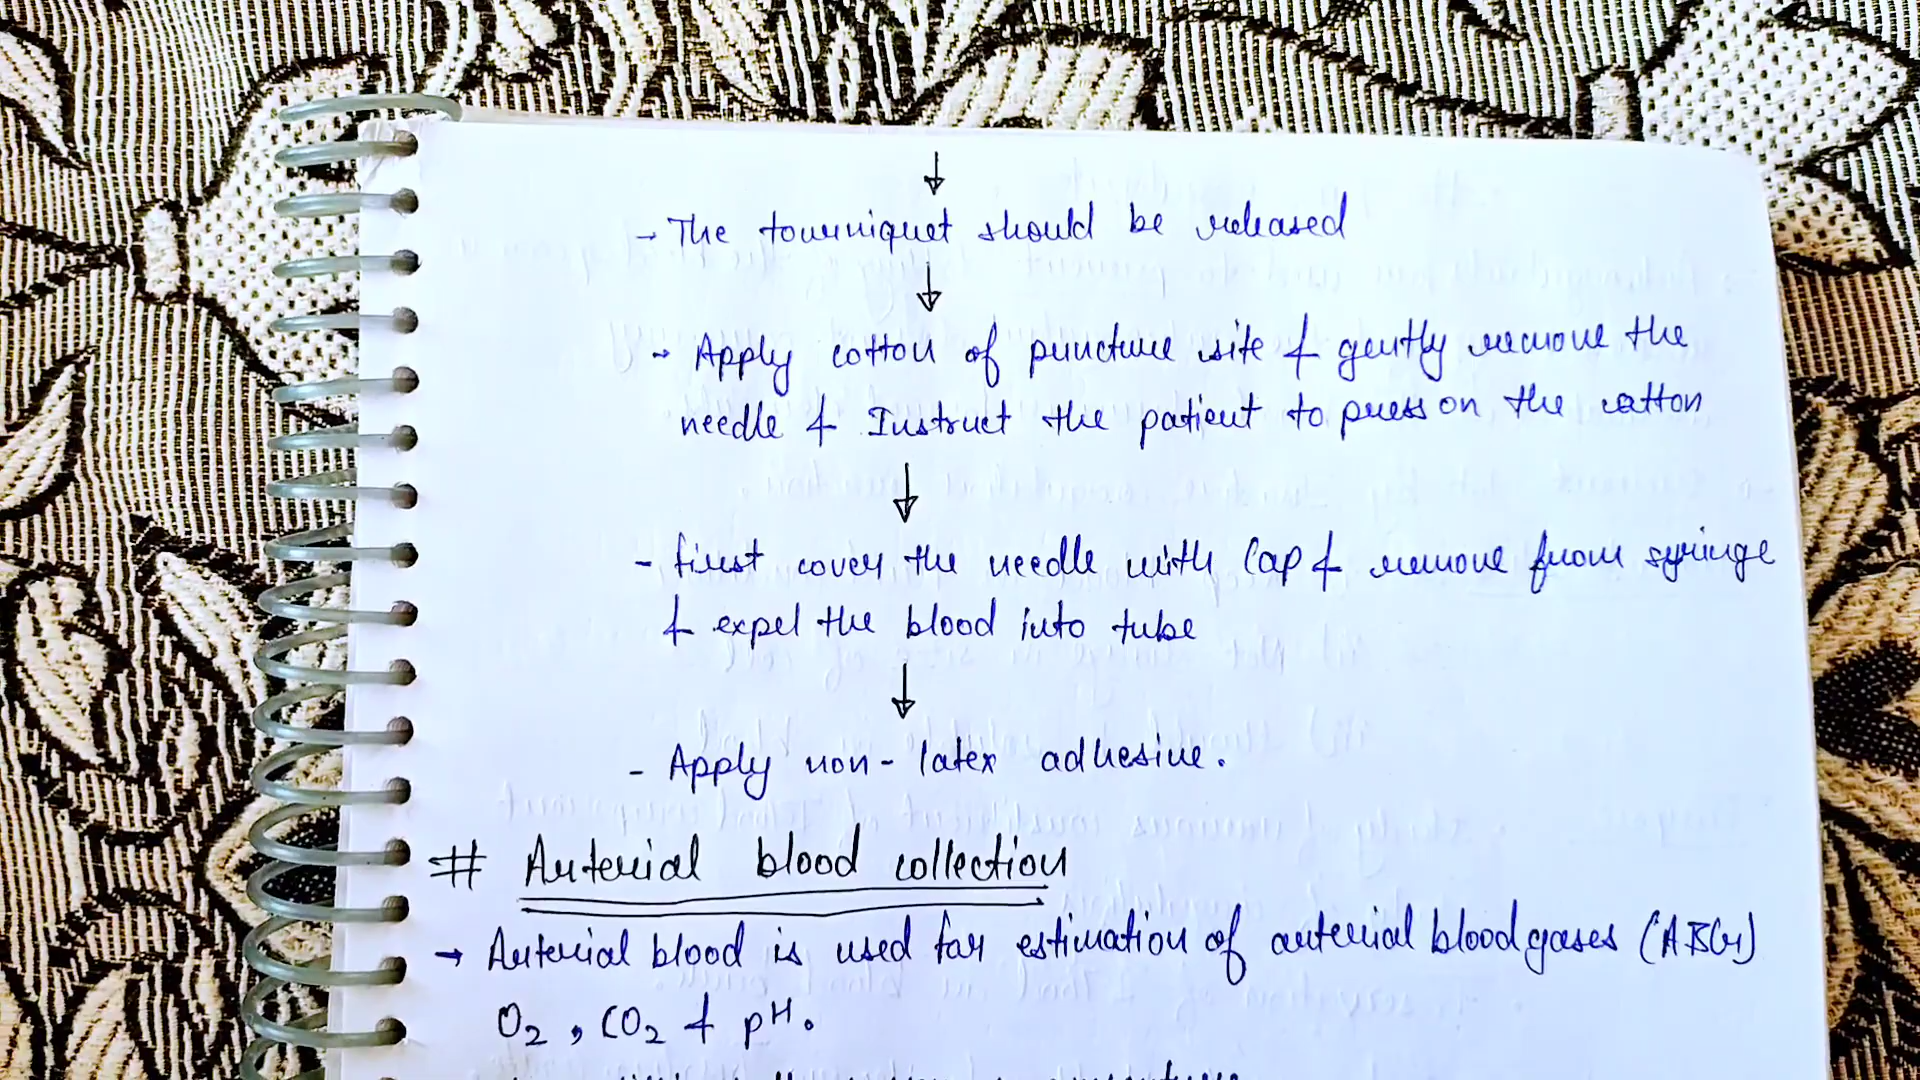 ↓
→ The tourniquet should be released
↓
→ Apply cotton of puncture site & gently remove the
needle & Instruct the patient to press on the catton
↓
- first cover the needle with Cap & remove from syringe
& expel the blood into tube
↓
- Apply non-latex adhesive.
# Arterial blood collection
→ Arterial blood is used for estimation of arterial blood gases (ABG)
O₂, CO₂ & pH.